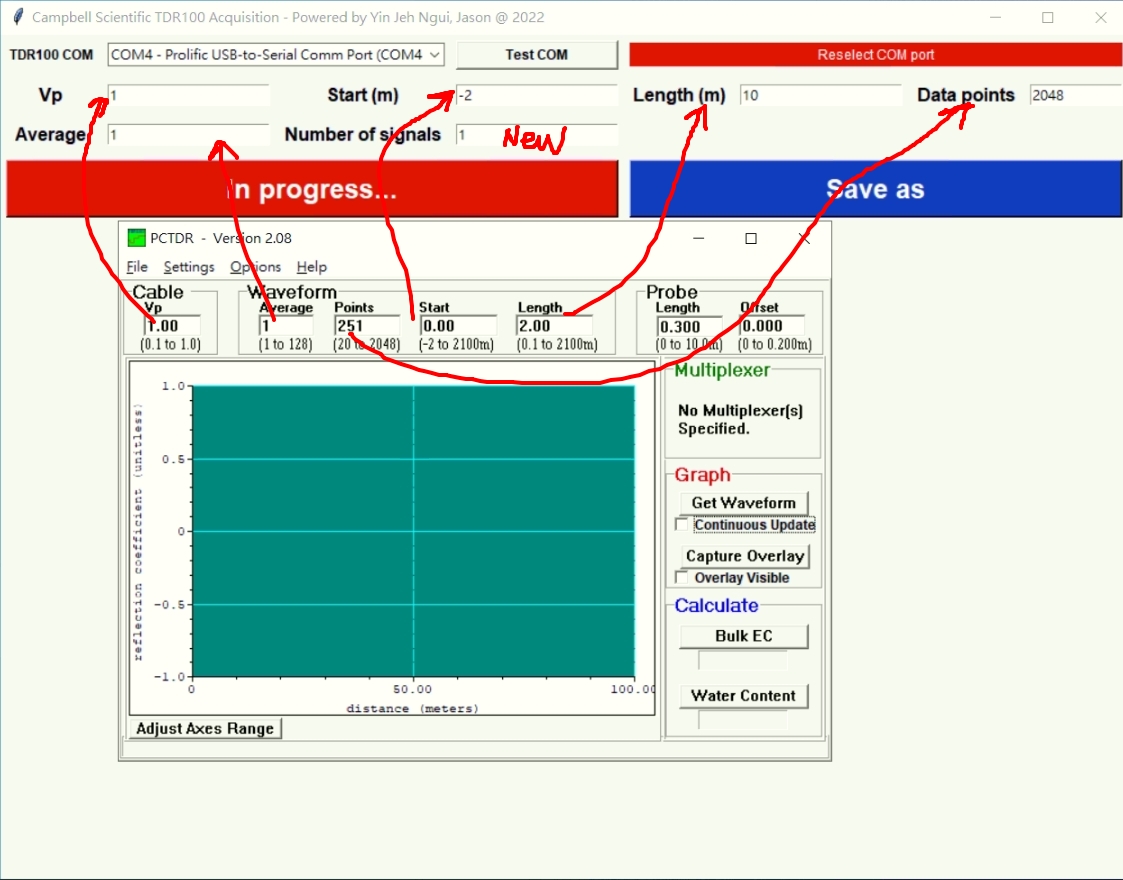 Campbell Scientific TDR100 Acquisition - Powered by Yin Jeh Ngui, Jason @ 2022
TDR100 COM COM4 - Prolific USB-to-Serial Comm Port (COM4 Test COM Reselect COM port
Vp 1 Start (m) -2 Length (m) 10 Data points 2048
Average 1 Number of signals 1 NEW
In progress... Save as
PCTDR - Version 2.08
File Settings Options Help
Cable Waveform Probe
Vp Average Points Start Length Length Offset
1.00 1 251 0.00 2.00 0.300 0.000
(0.1 to 1.0) (1 to 128) (20 to 2048) (-2 to 2100m) (0.1 to 2100m) (0 to 10.0m) (0 to 0.200m)
Multiplexer
No Multiplexer(s)
Specified.
Graph
Get Waveform
Continuous Update
Capture Overlay
Overlay Visible
Calculate
Bulk EC
Water Content
reflection coefficient (unitless)
1.0
0.5
0
-0.5
-1.0
0 50.00 100.00
distance (meters)
Adjust Axes Range